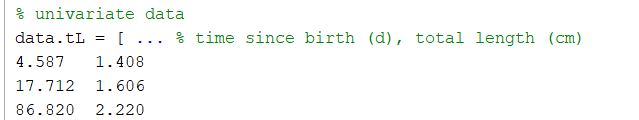 % univariate data
data.tL = [ ... % time since birth (d), total length (cm)
4.587   1.408
17.712  1.606
86.820  2.220